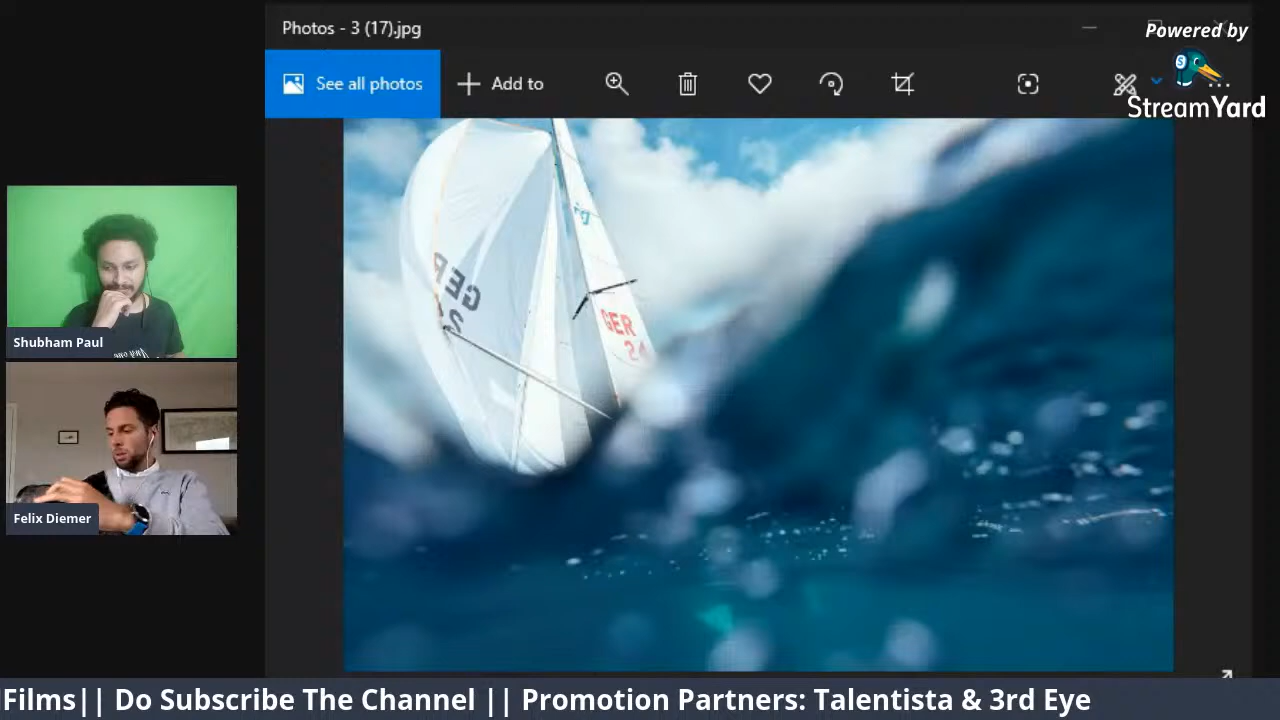 Photos - 3 (17).jpg
Powered by
See all photos
Add to
StreamYard
GER
2
GER
24
Shubham Paul
Felix Diemer
Films|| Do Subscribe The Channel || Promotion Partners: Talentista & 3rd Eye